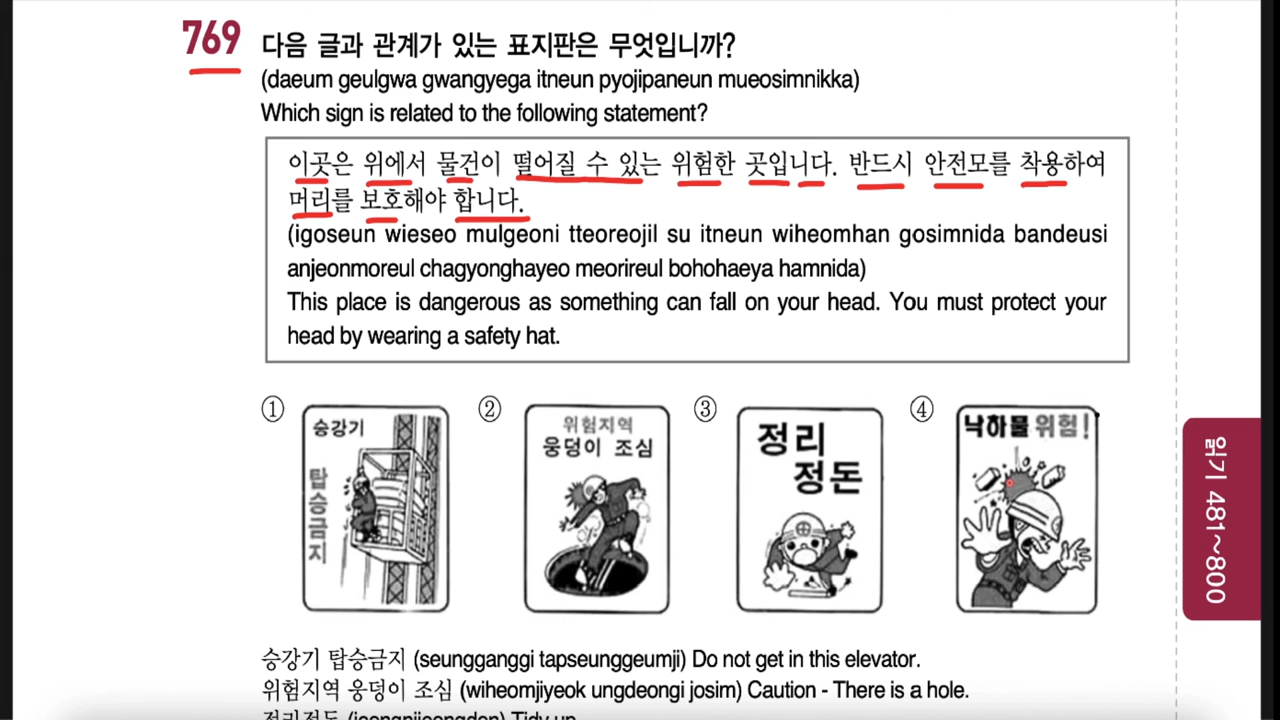 769 다음 글과 관계가 있는 표지판은 무엇입니까?
(daeum geulgwa gwangyega itneun pyojipaneun mueosimnikka)
Which sign is related to the following statement?
이곳은 위에서 물건이 떨어질 수 있는 위험한 곳입니다. 반드시 안전모를 착용하여
머리를 보호해야 합니다.
(igoseun wieseo mulgeoni tteoreojil su itneun wiheomhan gosimnida bandeusi
anjeonmoreul chagyonghayeo meorireul bohohaeya hamnida)
This place is dangerous as something can fall on your head. You must protect your
head by wearing a safety hat.
①
승강기
탑승금지
②
위험지역
웅덩이 조심
③
정리
정돈
④
낙하물 위험!
읽기 481~800
승강기 탑승금지 (seungganggi tapseunggeumji) Do not get in this elevator.
위험지역 웅덩이 조심 (wiheomjiyeok ungdeongi josim) Caution - There is a hole.
정리정돈 (jeongnijeongdon) Tidy up